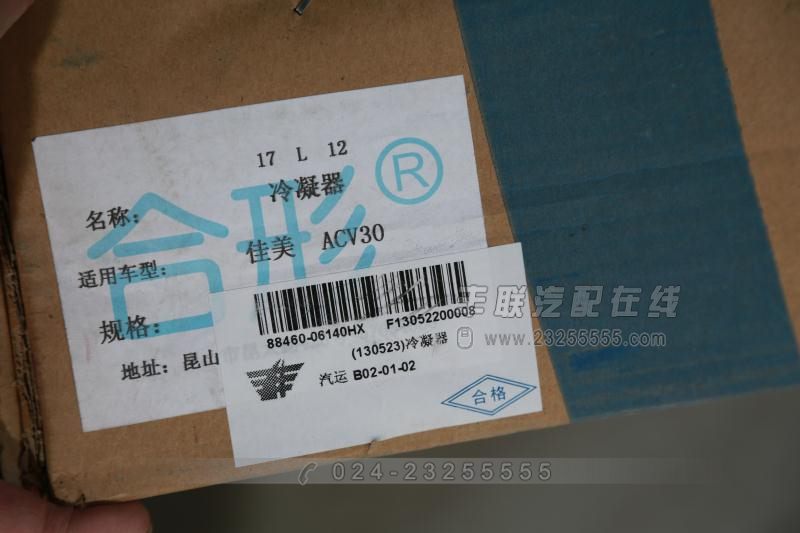 17 L 12
名称: 冷凝器
合形®
适用车型: 佳美 ACV30
规格:
地址: 昆山
88460-06140HX F13052200008
(130523)冷凝器
汽运 B02-01-02
合格
丰联汽配在线
www.23255555.com
024-23255555